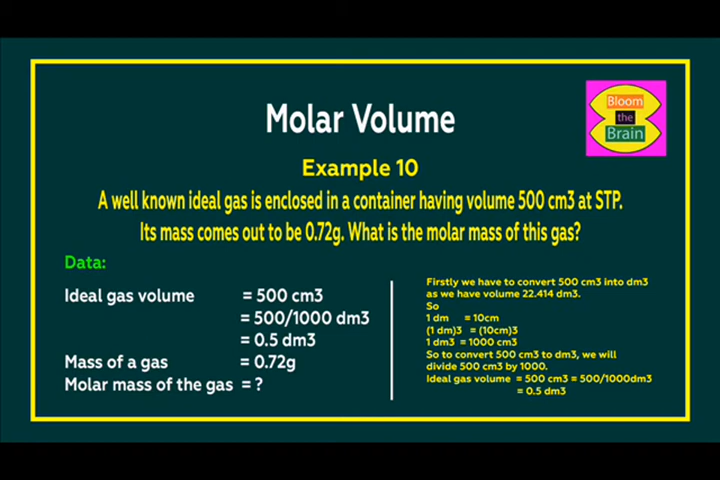 Molar Volume
Bloom
the
Brain
Example 10
A well known ideal gas is enclosed in a container having volume 500 cm3 at STP.
Its mass comes out to be 0.72g. What is the molar mass of this gas?
Data:
Ideal gas volume = 500 cm3
= 500/1000 dm3
= 0.5 dm3
Mass of a gas = 0.72g
Molar mass of the gas = ?
Firstly we have to convert 500 cm3 into dm3
as we have volume 22.414 dm3.
So
1 dm = 10cm
(1 dm)3 = (10cm)3
1 dm3 = 1000 cm3
So to convert 500 cm3 to dm3, we will
divide 500 cm3 by 1000.
Ideal gas volume = 500 cm3 = 500/1000dm3
= 0.5 dm3